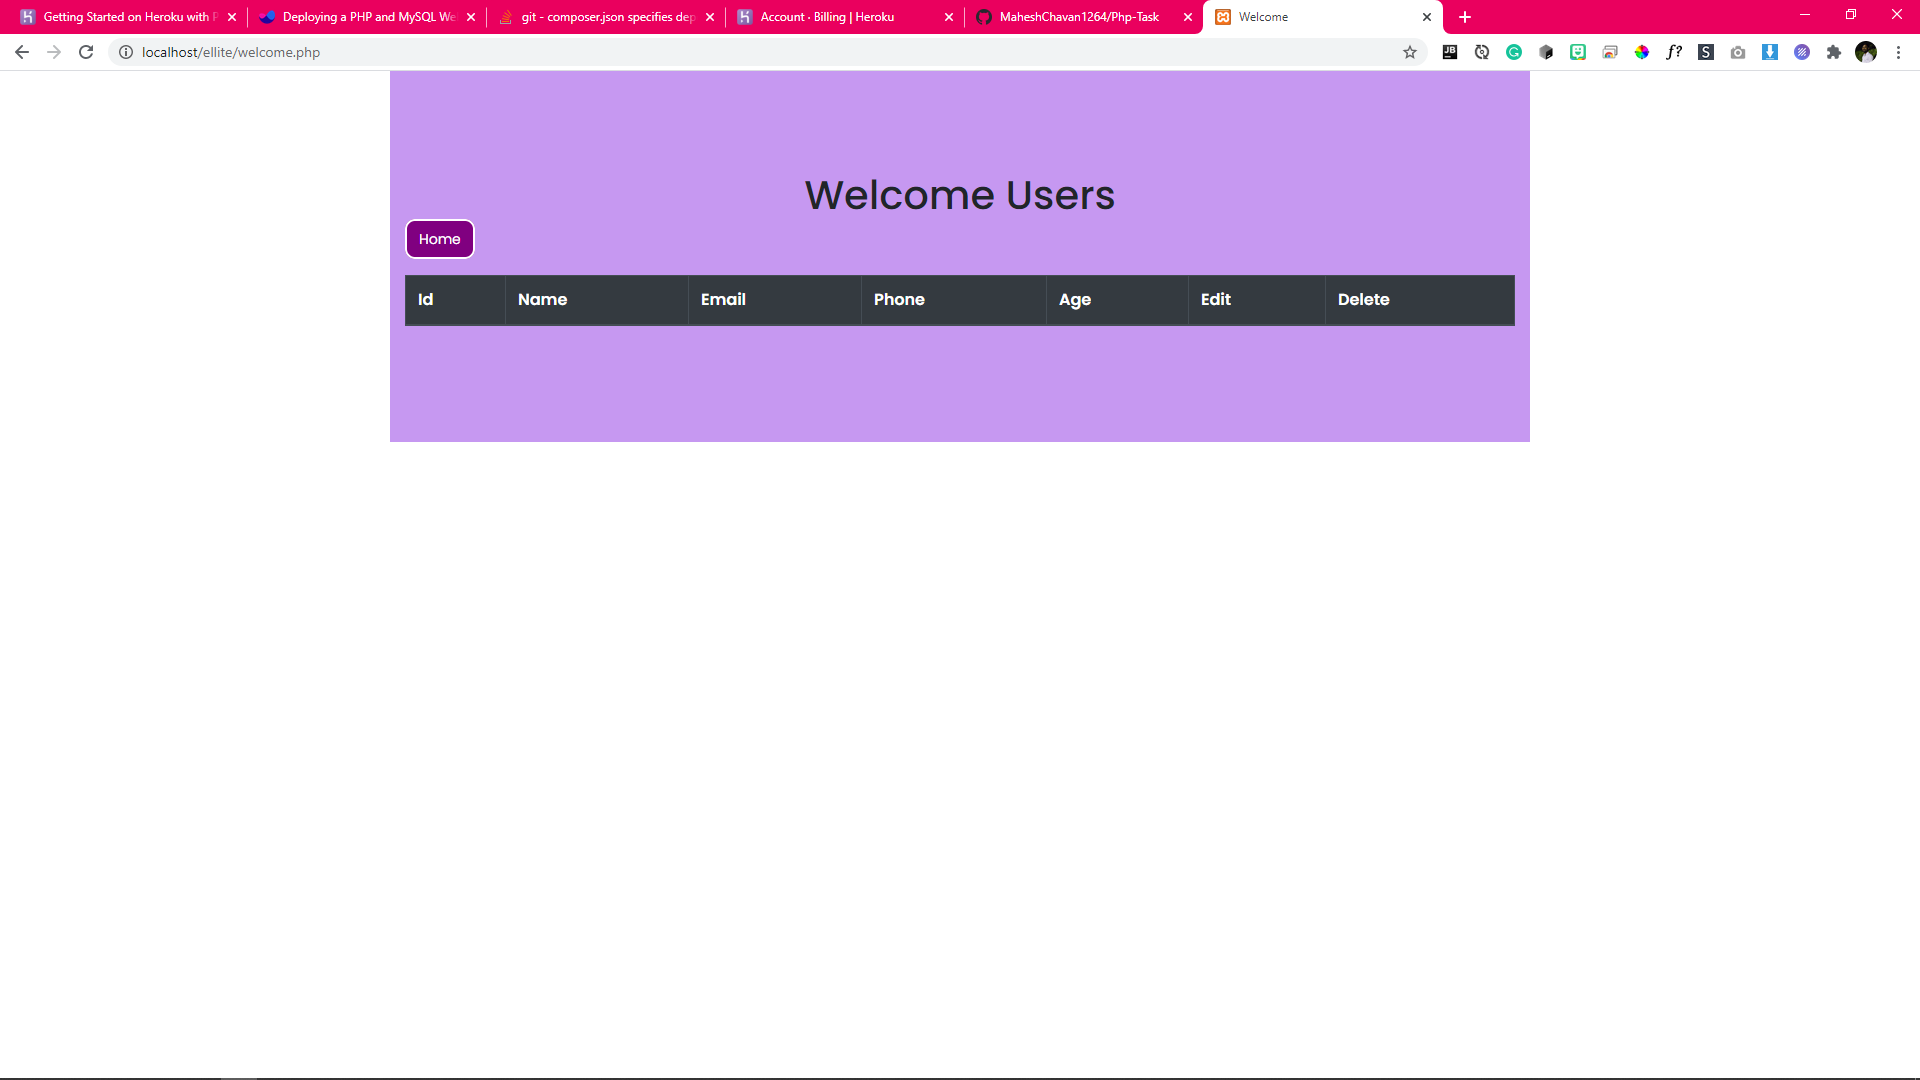 Getting Started on Heroku with
Deploying a PHP and MySQL We
git - composer.json specifies dep
Account · Billing | Heroku
MaheshChavan1264/Php-Task
Welcome
localhost/ellite/welcome.php
JB
f?
S
Welcome Users
Home
Id Name Email Phone Age Edit Delete